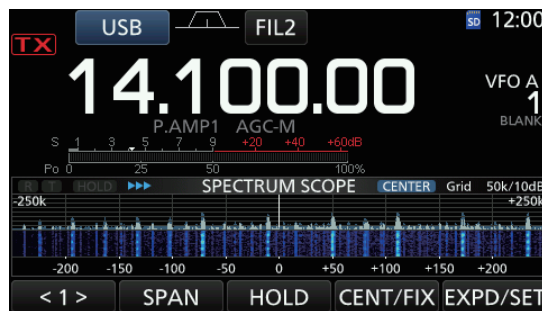 USB FIL2 SD 12:00
TX
14.100.00 VFO A
1
P.AMP1 AGC-M BLANK
S 1 3 5 7 9 +20 +40 +60dB
Po 0 25 50 100%
R T HOLD SPECTRUM SCOPE CENTER Grid 50k/10dB
-250k +250k
-200 -150 -100 -50 0 +50 +100 +150 +200
< 1 > SPAN HOLD CENT/FIX EXPD/SET